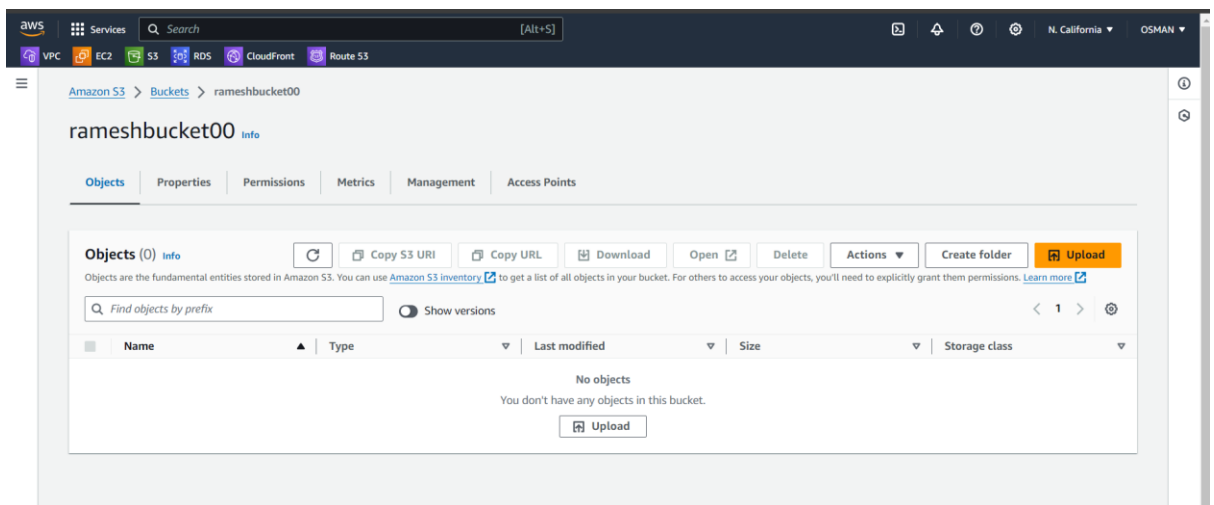 aws Services Search [Alt+S] N. California OSMAN
VPC EC2 S3 RDS CloudFront Route 53
Amazon S3 > Buckets > rameshbucket00
rameshbucket00 Info
Objects Properties Permissions Metrics Management Access Points
Objects (0) Info Copy S3 URI Copy URL Download Open Delete Actions Create folder Upload
Objects are the fundamental entities stored in Amazon S3. You can use Amazon S3 inventory to get a list of all objects in your bucket. For others to access your objects, you'll need to explicitly grant them permissions. Learn more
Find objects by prefix Show versions < 1 >
Name Type Last modified Size Storage class
No objects
You don't have any objects in this bucket.
Upload